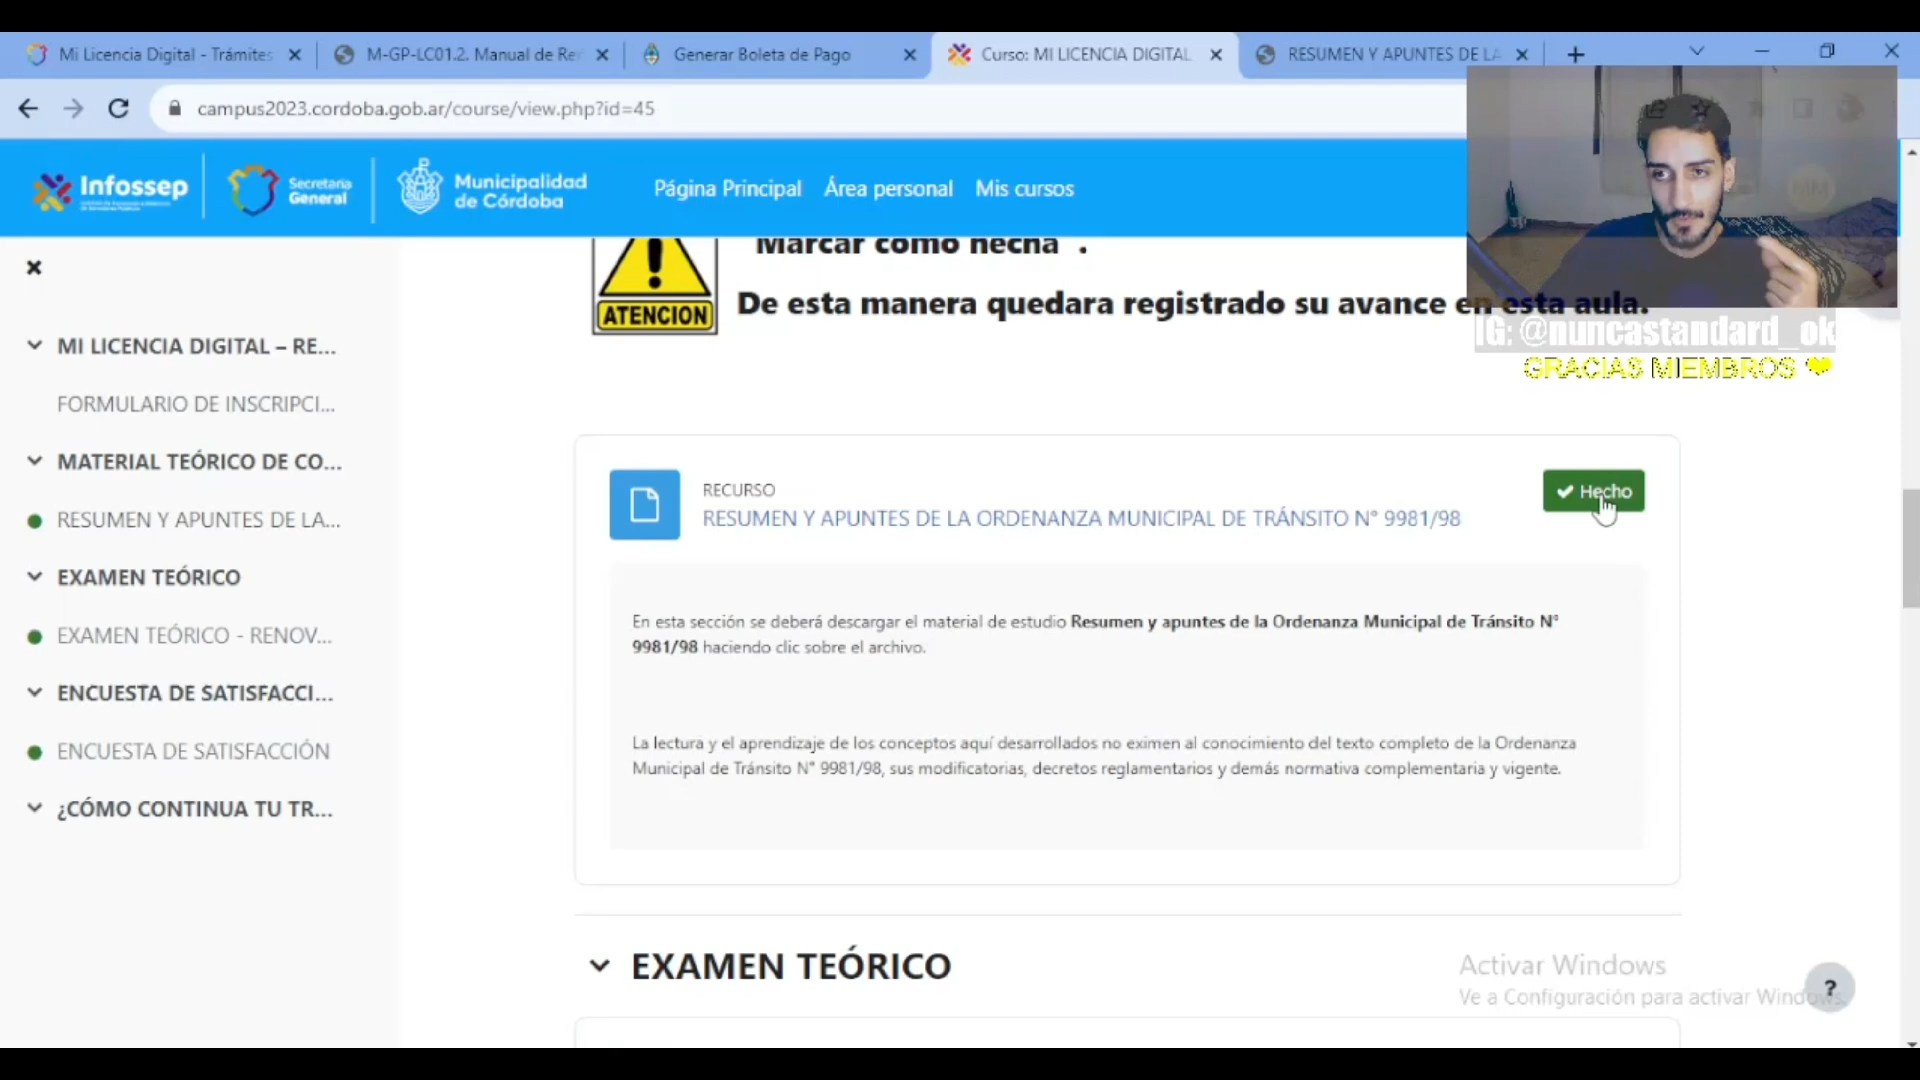 Mi Licencia Digital - Trámites
M-GP-LC01.2. Manual de Re
Generar Boleta de Pago
Curso: MI LICENCIA DIGITAL
RESUMEN Y APUNTES DE LA
campus2023.cordoba.gob.ar/course/view.php?id=45
Infossep
Secretaria
General
Municipalidad
de Córdoba
Página Principal
Área personal
Mis cursos
MM
Marcar como hecha .
ATENCION
De esta manera quedara registrado su avance en esta aula.
IG: @nuncastandard_ok
GRACIAS MIEMBROS
MI LICENCIA DIGITAL – RE...
FORMULARIO DE INSCRIPCI...
MATERIAL TEÓRICO DE CO...
RESUMEN Y APUNTES DE LA...
EXAMEN TEÓRICO
EXAMEN TEÓRICO - RENOV...
ENCUESTA DE SATISFACCI...
ENCUESTA DE SATISFACCIÓN
¿CÓMO CONTINUA TU TR...
RECURSO
RESUMEN Y APUNTES DE LA ORDENANZA MUNICIPAL DE TRÁNSITO N° 9981/98
Hecho
En esta sección se deberá descargar el material de estudio Resumen y apuntes de la Ordenanza Municipal de Tránsito N°
9981/98 haciendo clic sobre el archivo.
La lectura y el aprendizaje de los conceptos aquí desarrollados no eximen al conocimiento del texto completo de la Ordenanza
Municipal de Tránsito N° 9981/98, sus modificatorias, decretos reglamentarios y demás normativa complementaria y vigente.
EXAMEN TEÓRICO
Activar Windows
Ve a Configuración para activar Windows.
?